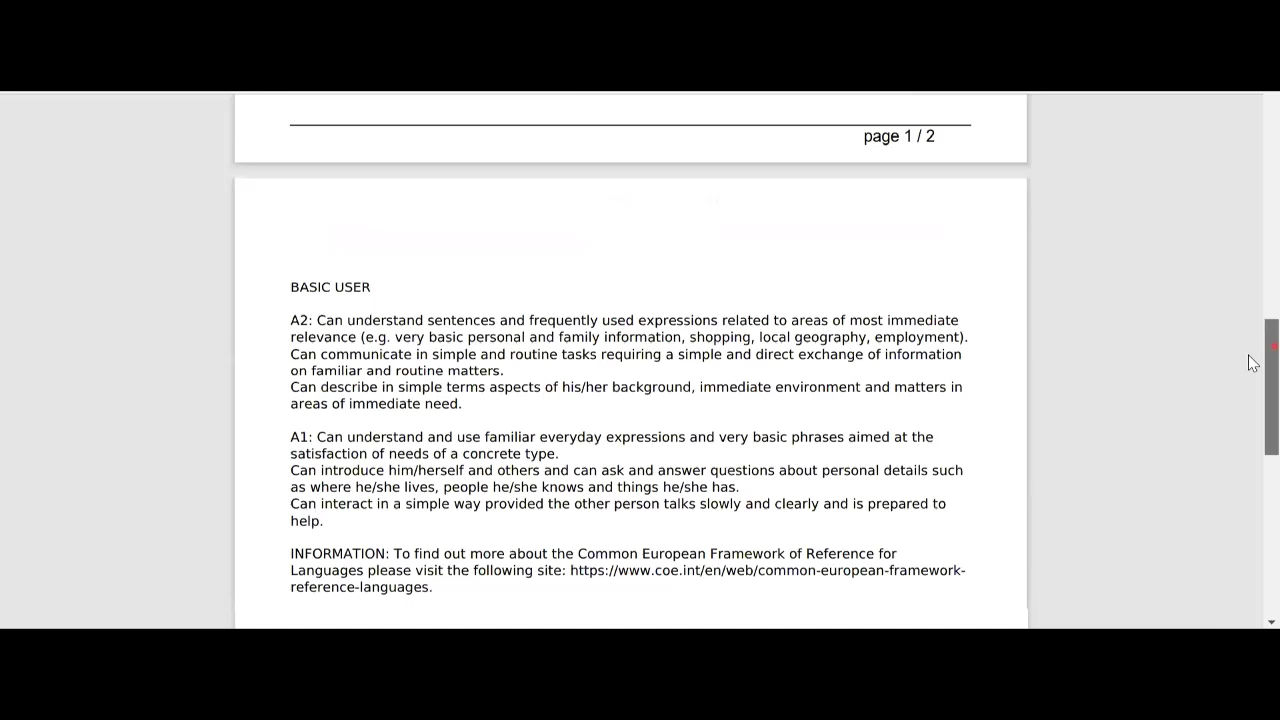 page 1 / 2
BASIC USER
A2: Can understand sentences and frequently used expressions related to areas of most immediate
relevance (e.g. very basic personal and family information, shopping, local geography, employment).
Can communicate in simple and routine tasks requiring a simple and direct exchange of information
on familiar and routine matters.
Can describe in simple terms aspects of his/her background, immediate environment and matters in
areas of immediate need.
A1: Can understand and use familiar everyday expressions and very basic phrases aimed at the
satisfaction of needs of a concrete type.
Can introduce him/herself and others and can ask and answer questions about personal details such
as where he/she lives, people he/she knows and things he/she has.
Can interact in a simple way provided the other person talks slowly and clearly and is prepared to
help.
INFORMATION: To find out more about the Common European Framework of Reference for
Languages please visit the following site: https://www.coe.int/en/web/common-european-framework-
reference-languages.